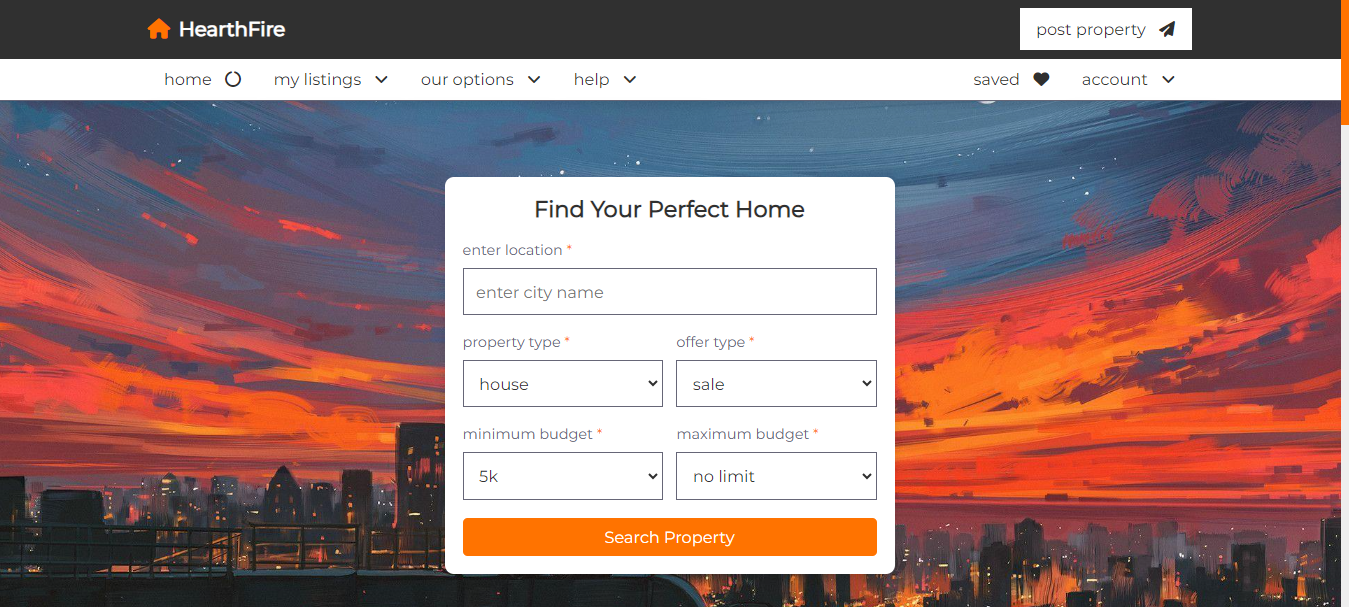 HearthFire
post property
home
my listings
our options
help
saved
account
Find Your Perfect Home
enter location *
enter city name
property type * offer type *
house sale
minimum budget * maximum budget *
5k no limit
Search Property